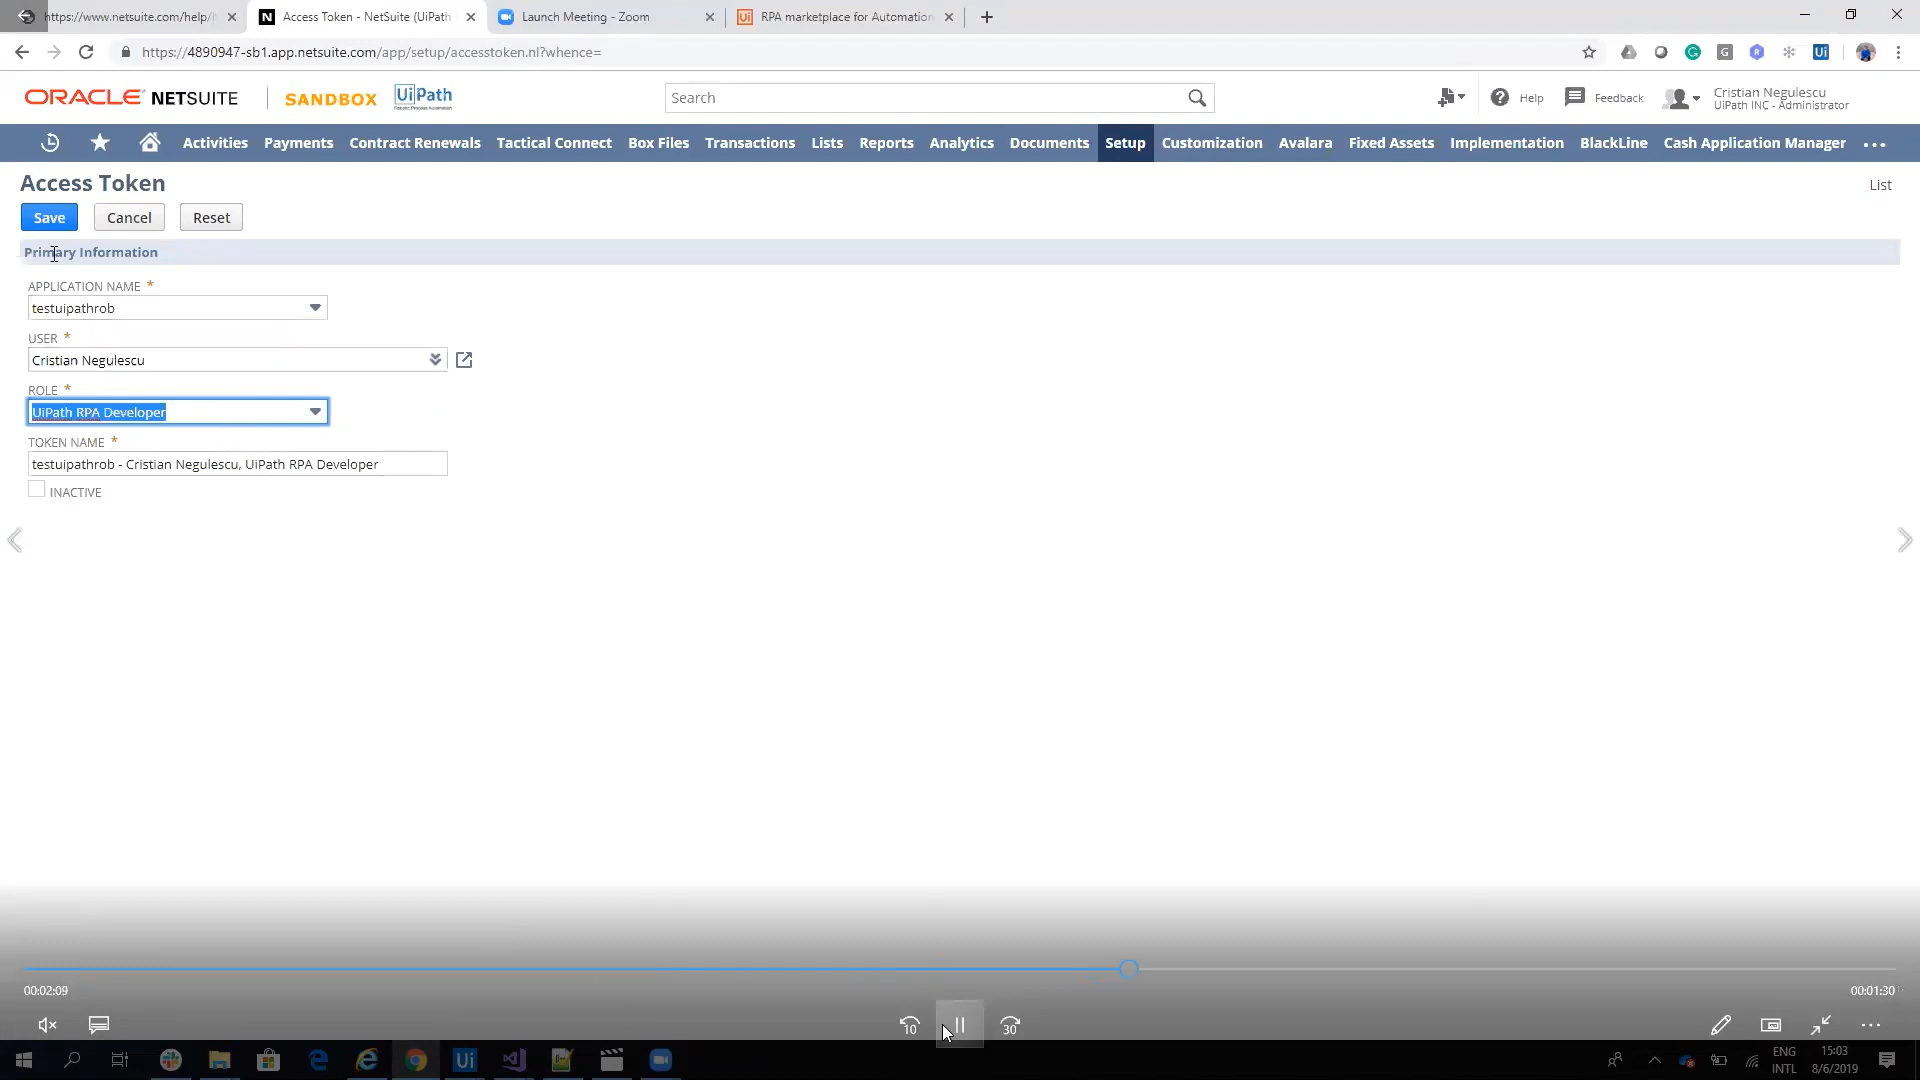 https://www.netsuite.com/help/h
Access Token - NetSuite (UiPath
Launch Meeting - Zoom
RPA marketplace for Automation
https://4890947-sb1.app.netsuite.com/app/setup/accesstoken.nl?whence=
ORACLE NETSUITE
SANDBOX
UiPath
Robotic Process Automation
Search
Help
Feedback
Cristian Negulescu
UiPath INC - Administrator
Activities Payments Contract Renewals Tactical Connect Box Files Transactions Lists Reports Analytics Documents Setup Customization Avalara Fixed Assets Implementation BlackLine Cash Application Manager
Access Token
List
Save Cancel Reset
Primary Information
APPLICATION NAME *
testuipathrob
USER *
Cristian Negulescu
ROLE *
UiPath RPA Developer
TOKEN NAME *
testuipathrob - Cristian Negulescu, UiPath RPA Developer
INACTIVE
00:02:09
00:01:30
10
30
ENG
INTL
15:03
8/6/2019